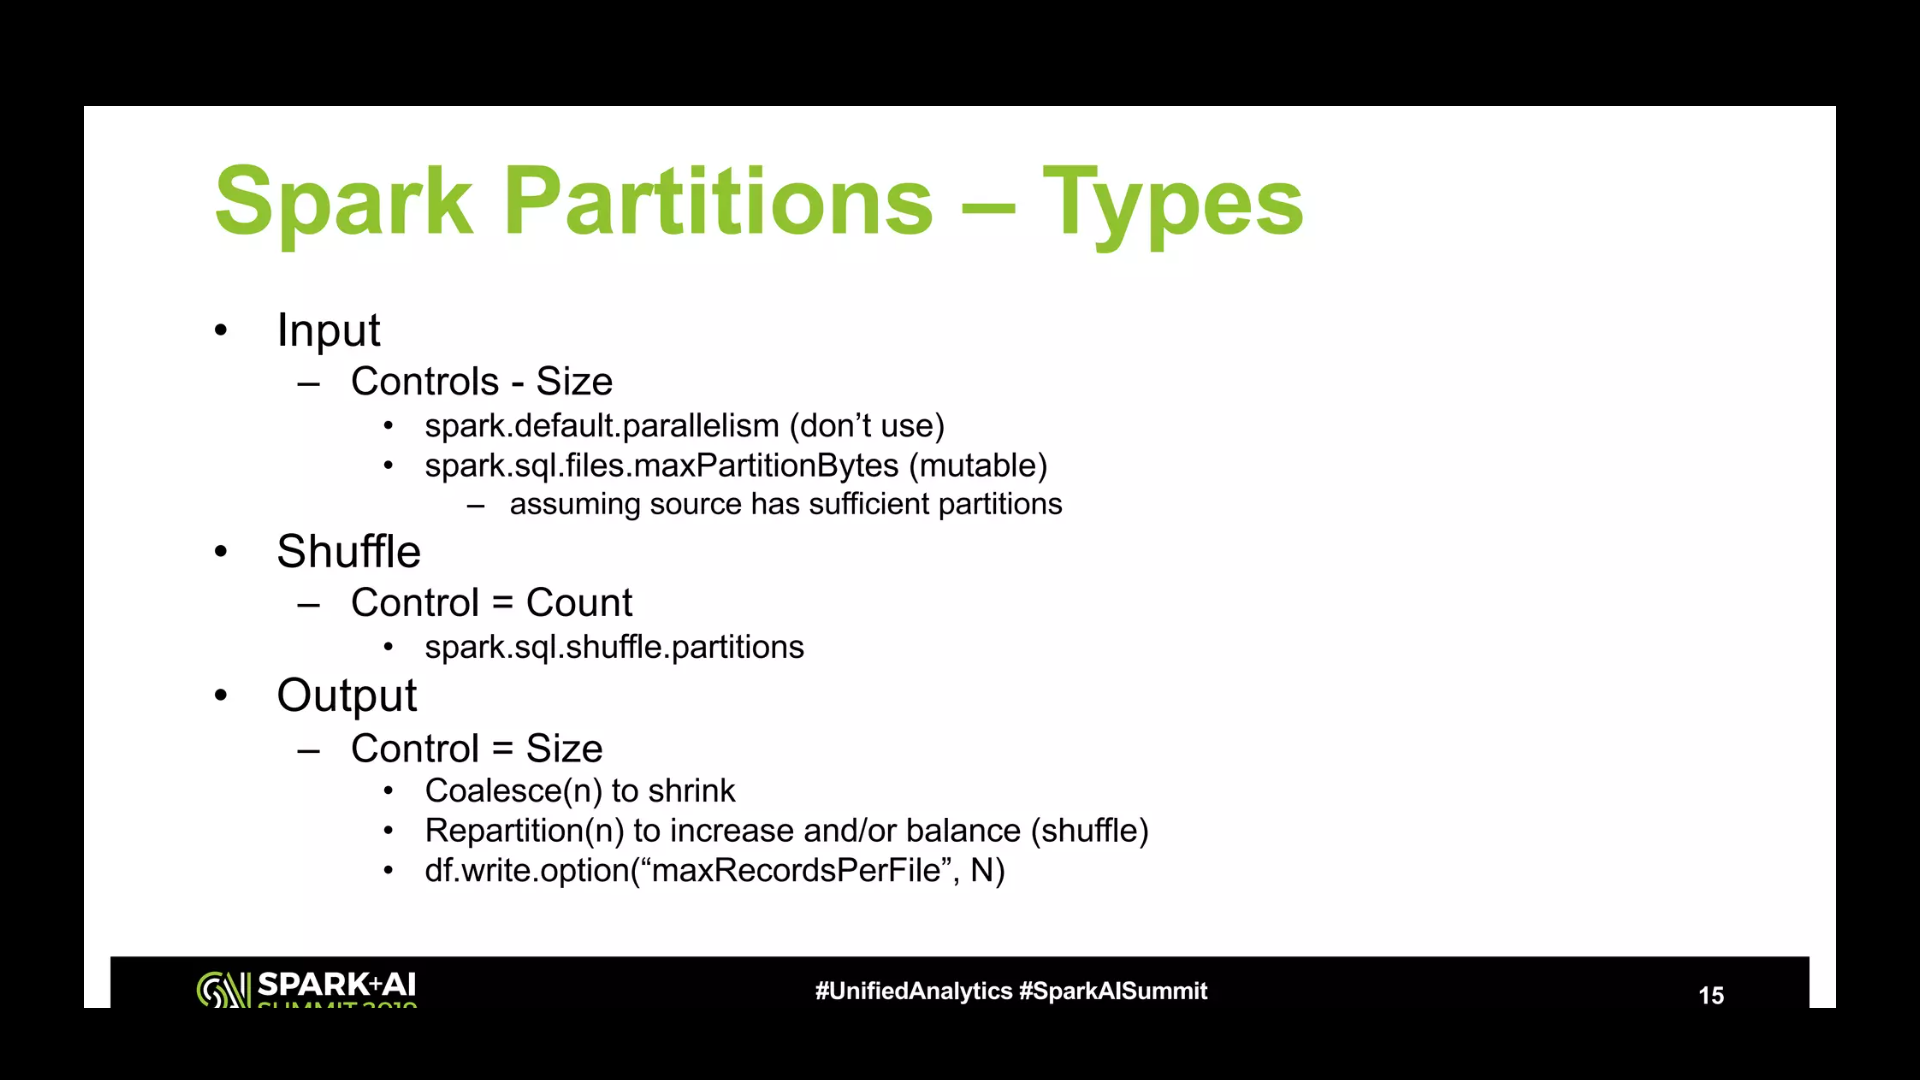 Spark Partitions – Types
• Input
– Controls - Size
• spark.default.parallelism (don’t use)
• spark.sql.files.maxPartitionBytes (mutable)
– assuming source has sufficient partitions
• Shuffle
– Control = Count
• spark.sql.shuffle.partitions
• Output
– Control = Size
• Coalesce(n) to shrink
• Repartition(n) to increase and/or balance (shuffle)
• df.write.option(“maxRecordsPerFile”, N)
SPARK+AI
SUMMIT 2019
#UnifiedAnalytics #SparkAISummit
15